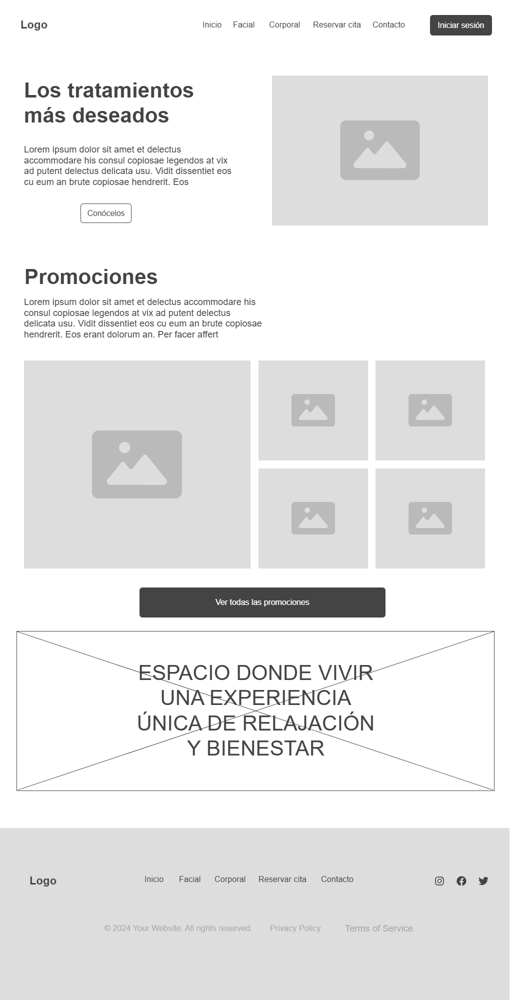 Logo
Inicio Facial Corporal Reservar cita Contacto Iniciar sesión
Los tratamientos
más deseados
Lorem ipsum dolor sit amet et delectus
accommodare his consul copiosae legendos at vix
ad putent delectus delicata usu. Vidit dissentiet eos
cu eum an brute copiosae hendrerit. Eos
Conócelos
Promociones
Lorem ipsum dolor sit amet et delectus accommodare his
consul copiosae legendos at vix ad putent delectus
delicata usu. Vidit dissentiet eos cu eum an brute copiosae
hendrerit. Eos erant dolorum an. Per facer affert
Ver todas las promociones
ESPACIO DONDE VIVIR
UNA EXPERIENCIA
ÚNICA DE RELAJACIÓN
Y BIENESTAR
Logo
Inicio Facial Corporal Reservar cita Contacto
© 2024 Your Website. All rights reserved. Privacy Policy Terms of Service